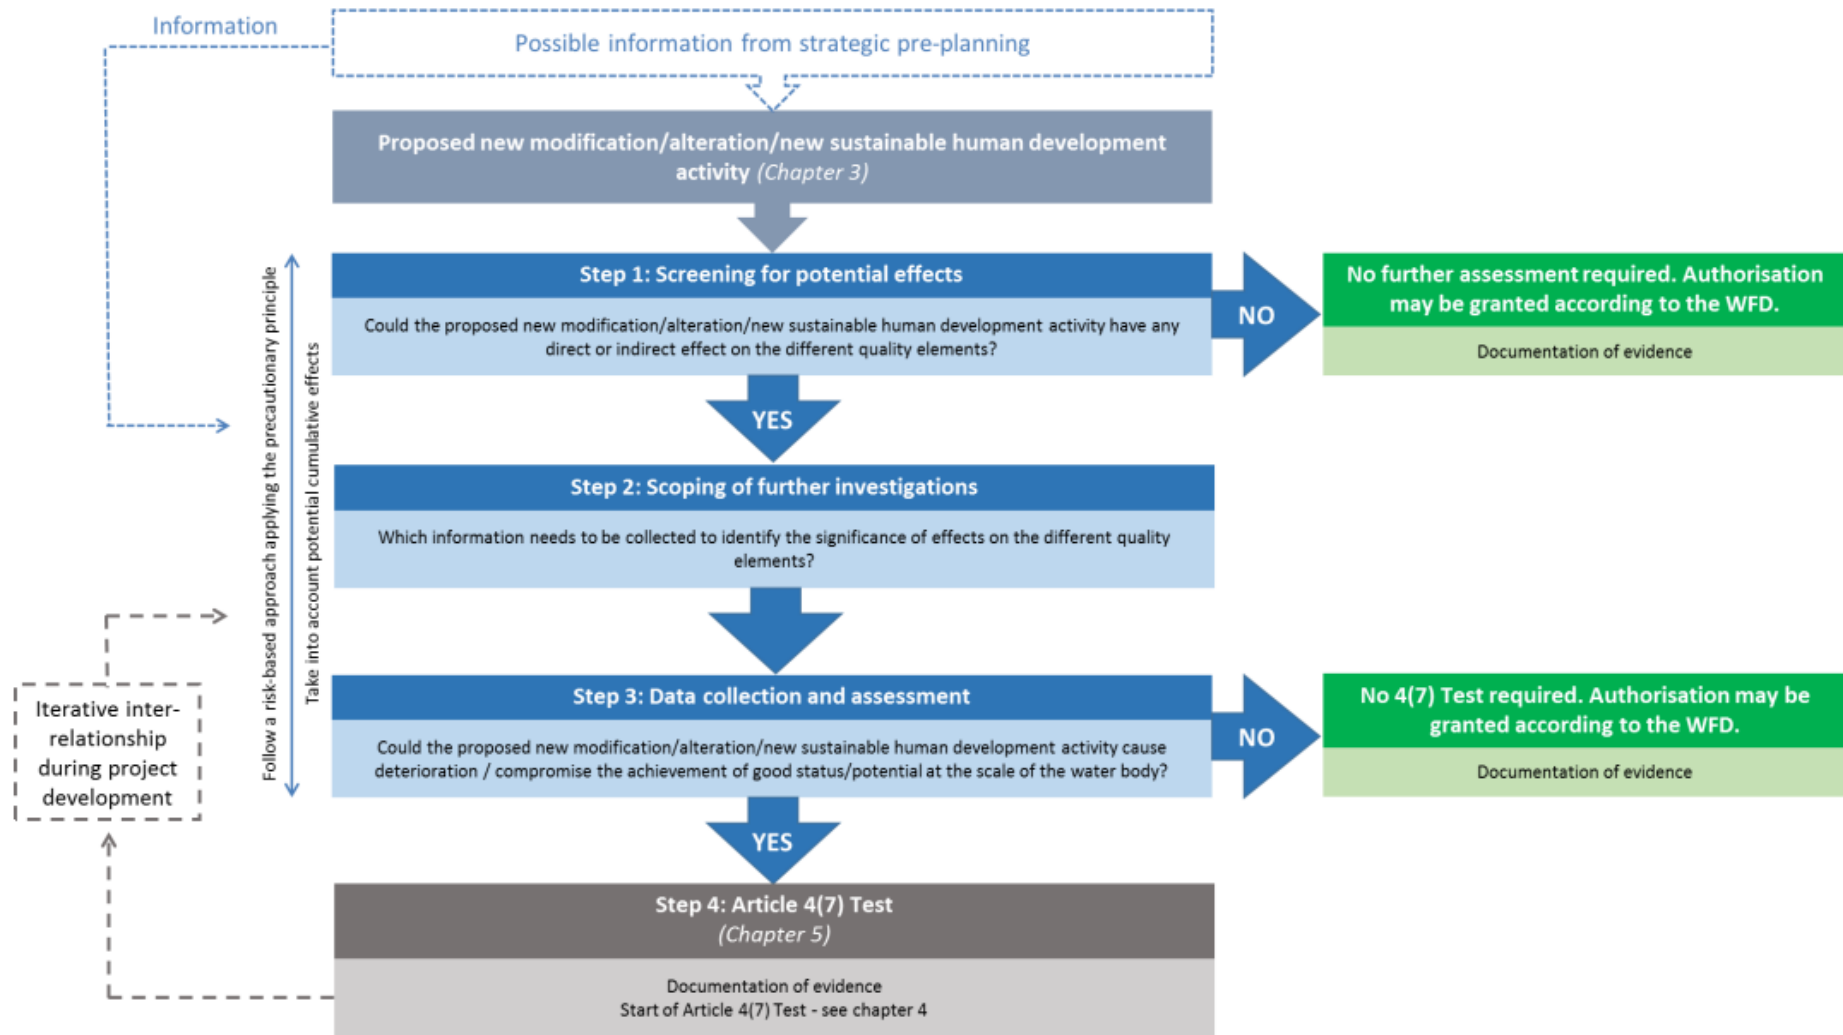 Information
Possible information from strategic pre-planning
Proposed new modification/alteration/new sustainable human development
activity (Chapter 3)
Follow a risk-based approach applying the precautionary principle
Take into account potential cumulative effects
Step 1: Screening for potential effects
Could the proposed new modification/alteration/new sustainable human development activity have any
direct or indirect effect on the different quality elements?
NO
No further assessment required. Authorisation
may be granted according to the WFD.
Documentation of evidence
YES
Step 2: Scoping of further investigations
Which information needs to be collected to identify the significance of effects on the different quality
elements?
Step 3: Data collection and assessment
Could the proposed new modification/alteration/new sustainable human development activity cause
deterioration / compromise the achievement of good status/potential at the scale of the water body?
NO
No 4(7) Test required. Authorisation may be
granted according to the WFD.
Documentation of evidence
Iterative inter-
relationship
during project
development
YES
Step 4: Article 4(7) Test
(Chapter 5)
Documentation of evidence
Start of Article 4(7) Test - see chapter 4